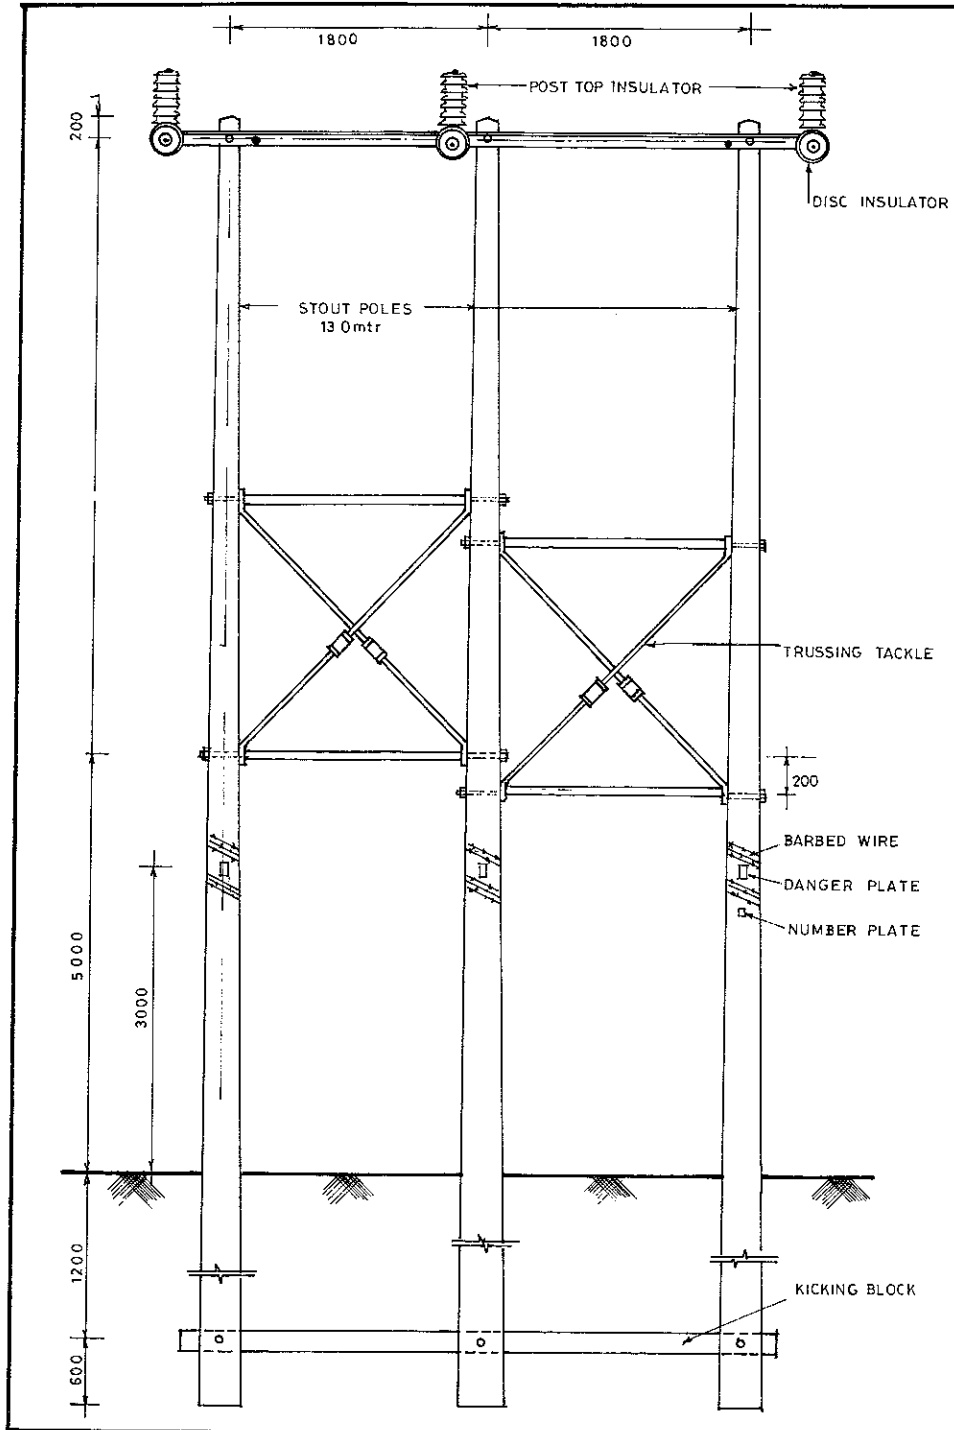 1800
1800
POST TOP INSULATOR
200
DISC INSULATOR
STOUT POLES
13 0mtr
TRUSSING TACKLE
200
BARBED WIRE
DANGER PLATE
NUMBER PLATE
5000
3000
1200
KICKING BLOCK
600